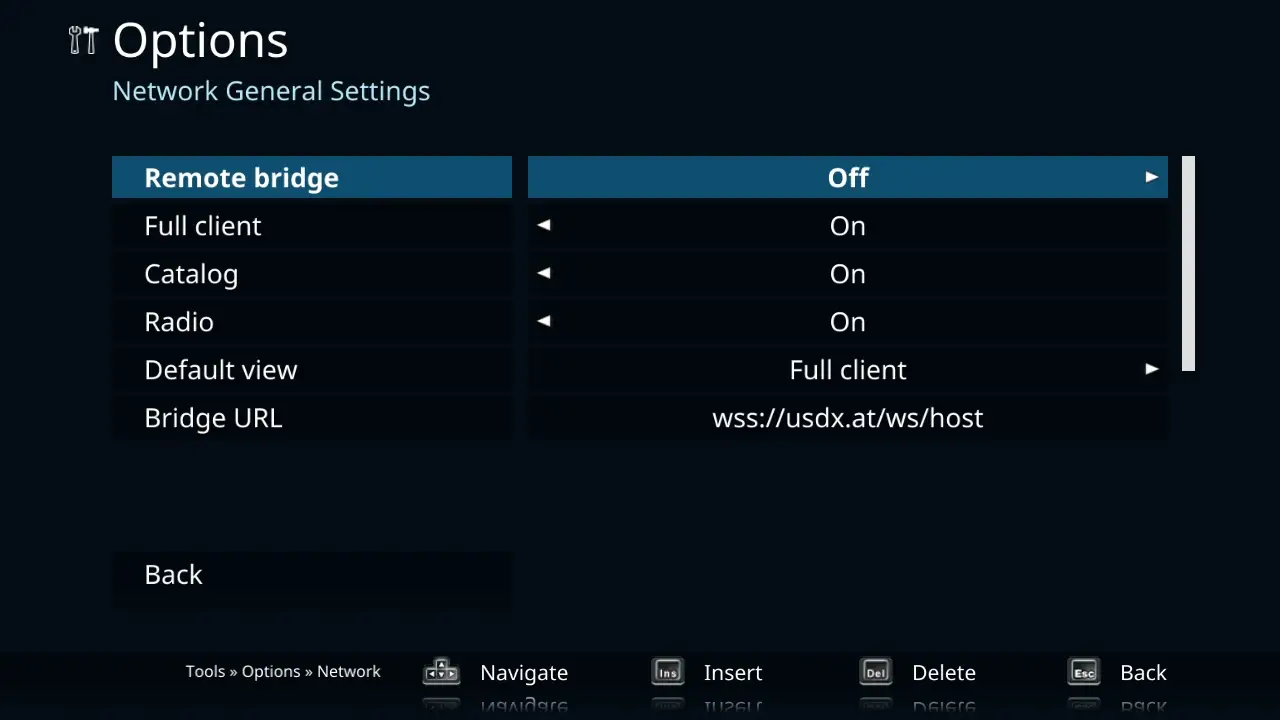 Options
Network General Settings
Remote bridge Off
Full client On
Catalog On
Radio On
Default view Full client
Bridge URL wss://usdx.at/ws/host
Back
Tools » Options » Network Navigate Ins Insert Del Delete Esc Back